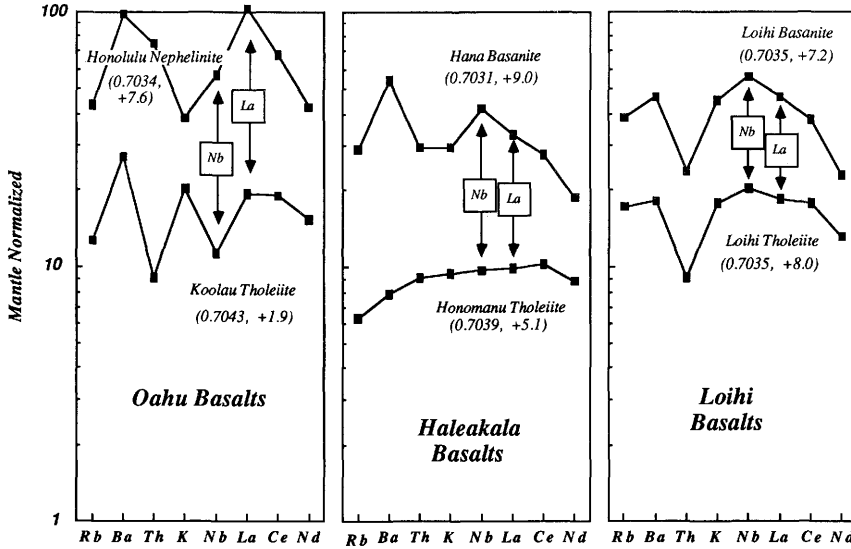 Mantle Normalized
100
10
1
Honolulu Nephelinite
(0.7034,
+7.6)
La
Nb
Koolau Tholeiite
(0.7043, +1.9)
Oahu Basalts
Rb Ba Th K Nb La Ce Nd
Hana Basanite
(0.7031, +9.0)
Nb
La
Honomanu Tholeiite
(0.7039, +5.1)
Haleakala
Basalts
Rb Ba Th K Nb La Ce Nd
Loihi Basanite
(0.7035, +7.2)
Nb
La
Loihi Tholeiite
(0.7035, +8.0)
Loihi
Basalts
Rb Ba Th K Nb La Ce Nd